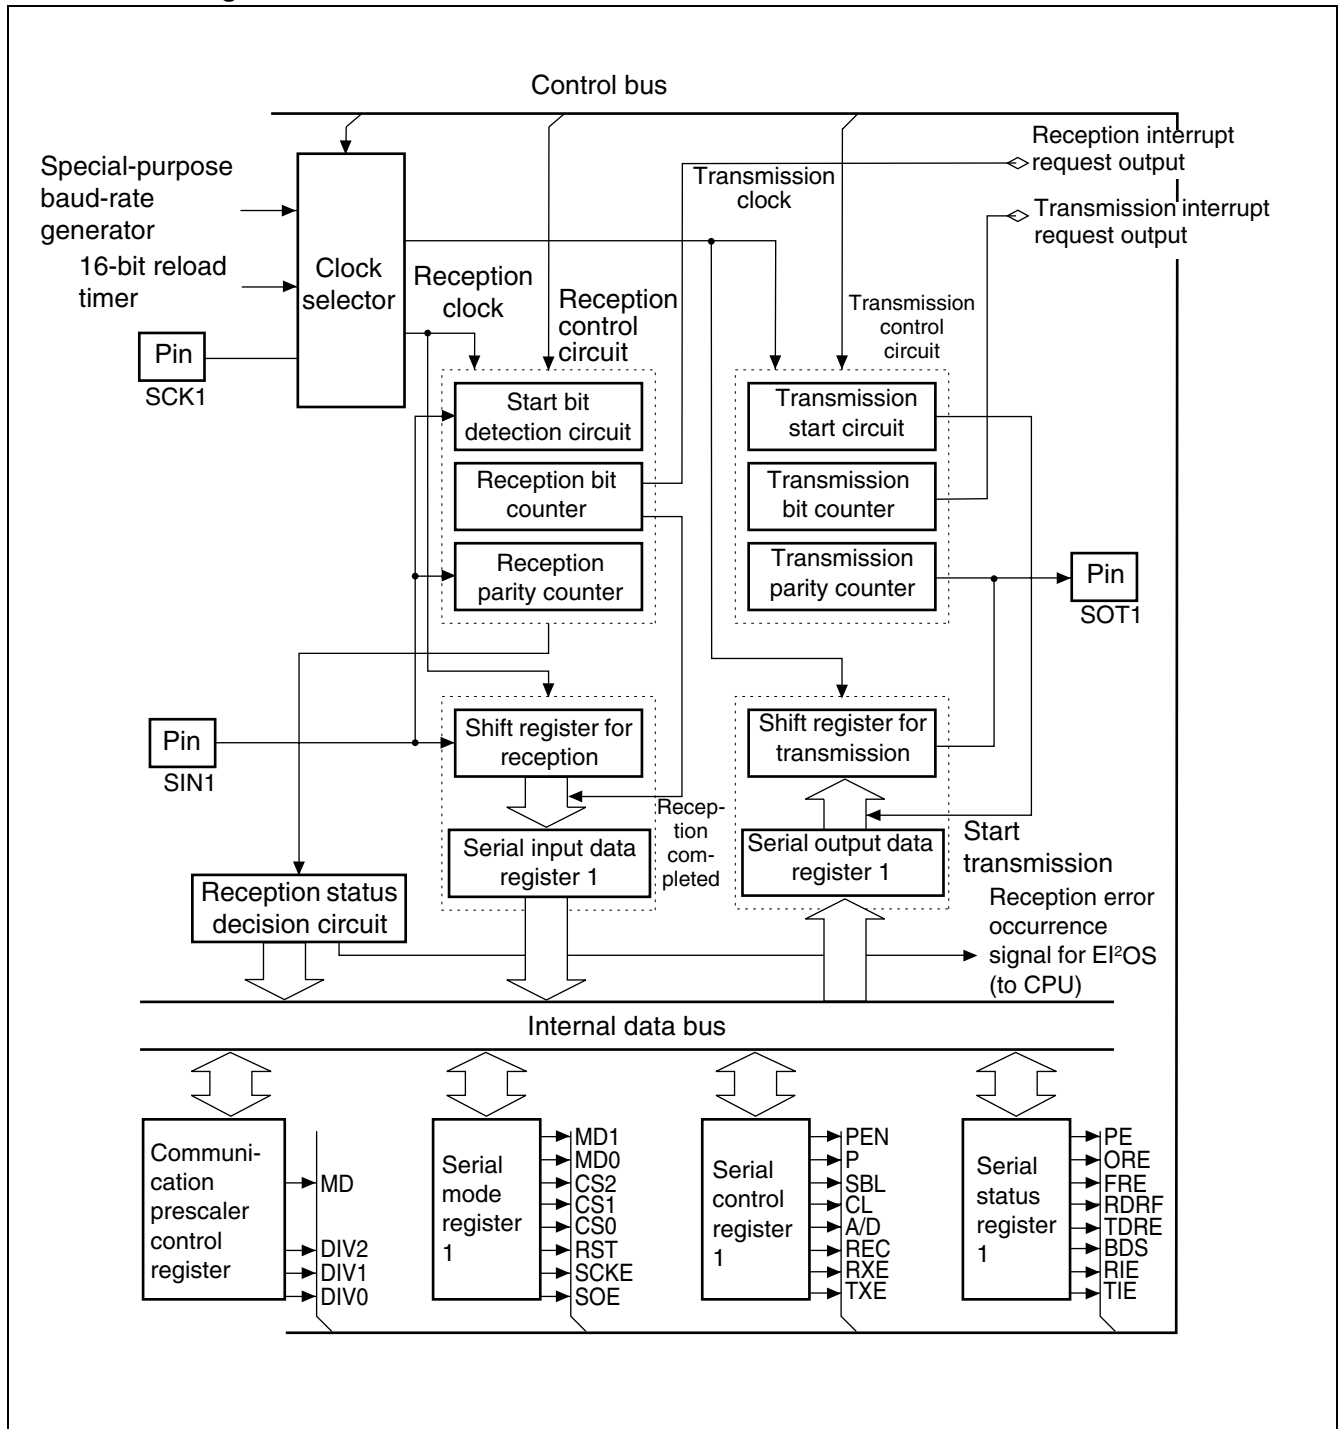 Control bus
Special-purpose
baud-rate
generator
16-bit reload
timer
Pin
SCK1
Clock
selector
Reception
clock
Reception
control
circuit
Transmission
clock
Transmission
control
circuit
Reception interrupt
request output
Transmission interrupt
request output
Start bit
detection circuit
Reception bit
counter
Reception
parity counter
Transmission
start circuit
Transmission
bit counter
Transmission
parity counter
Pin
SOT1
Pin
SIN1
Shift register for
reception
Recep-
tion
com-
pleted
Serial input data
register 1
Shift register for
transmission
Serial output data
register 1
Start
transmission
Reception status
decision circuit
Reception error
occurrence
signal for EI²OS
(to CPU)
Internal data bus
Communi-
cation
prescaler
control
register
MD
DIV2
DIV1
DIV0
Serial
mode
register
1
MD1
MD0
CS2
CS1
CS0
RST
SCKE
SOE
Serial
control
register
1
PEN
P
SBL
CL
A/D
REC
RXE
TXE
Serial
status
register
1
PE
ORE
FRE
RDRF
TDRE
BDS
RIE
TIE